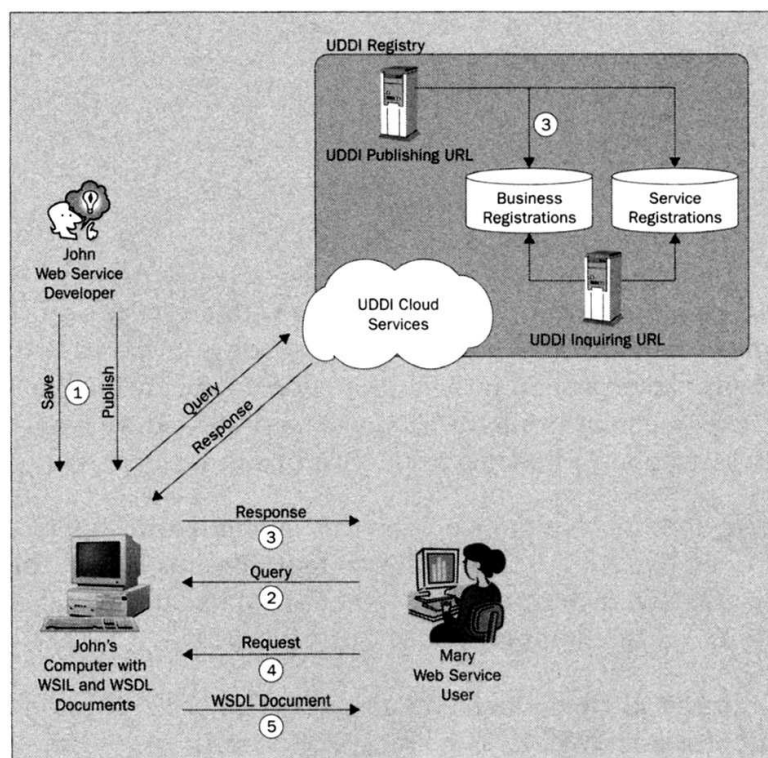 UDDI Registry
UDDI Publishing URL
3
Business
Registrations
Service
Registrations
UDDI Inquiring URL
UDDI Cloud
Services
John
Web Service
Developer
Save
1
Publish
Query
Response
Response
3
Query
2
Request
4
WSDL Document
5
John's
Computer with
WSIL and WSDL
Documents
Mary
Web Service
User